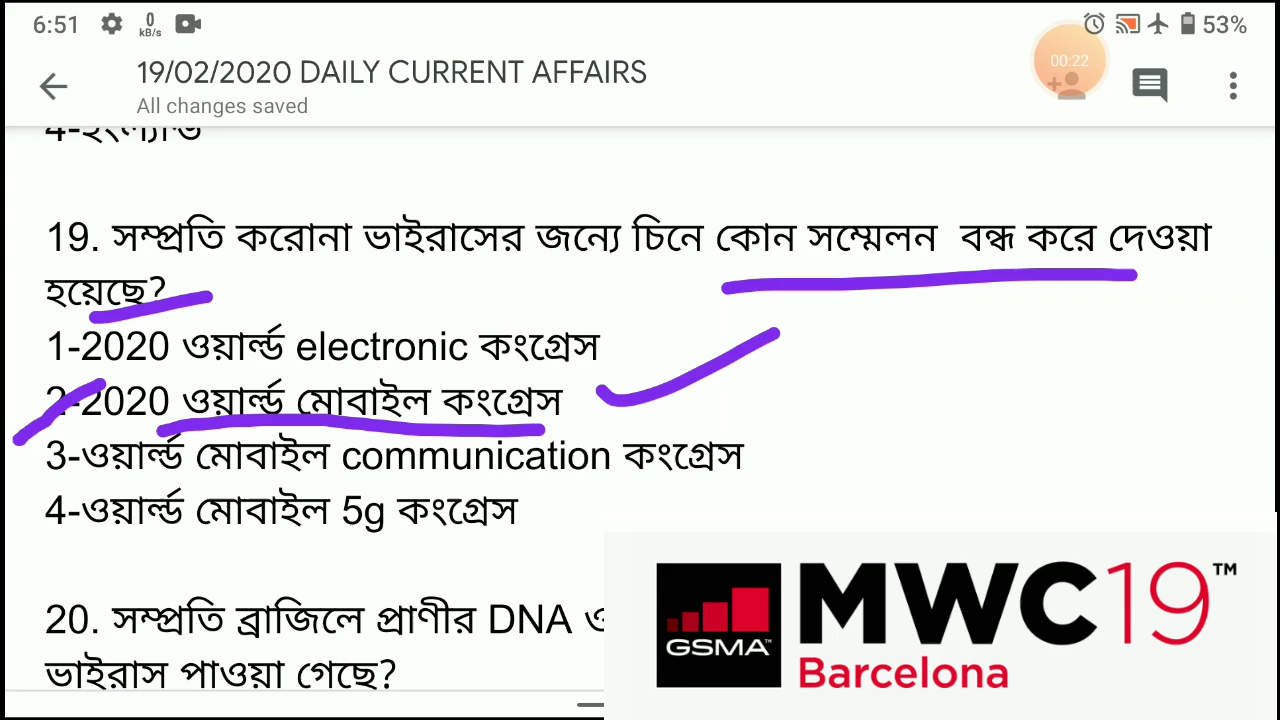 6:51
0
kB/s
53%
19/02/2020 DAILY CURRENT AFFAIRS
All changes saved
00:22
4-ইংল্যান্ড
19. সম্প্রতি করোনা ভাইরাসের জন্যে চিনে কোন সম্মেলন বন্ধ করে দেওয়া
হয়েছে?
1-2020 ওয়ার্ল্ড electronic কংগ্রেস
2-2020 ওয়ার্ল্ড মোবাইল কংগ্রেস
3-ওয়ার্ল্ড মোবাইল communication কংগ্রেস
4-ওয়ার্ল্ড মোবাইল 5g কংগ্রেস
20. সম্প্রতি ব্রাজিলে প্রাণীর DNA
ভাইরাস পাওয়া গেছে?
GSMA™
MWC19™
Barcelona